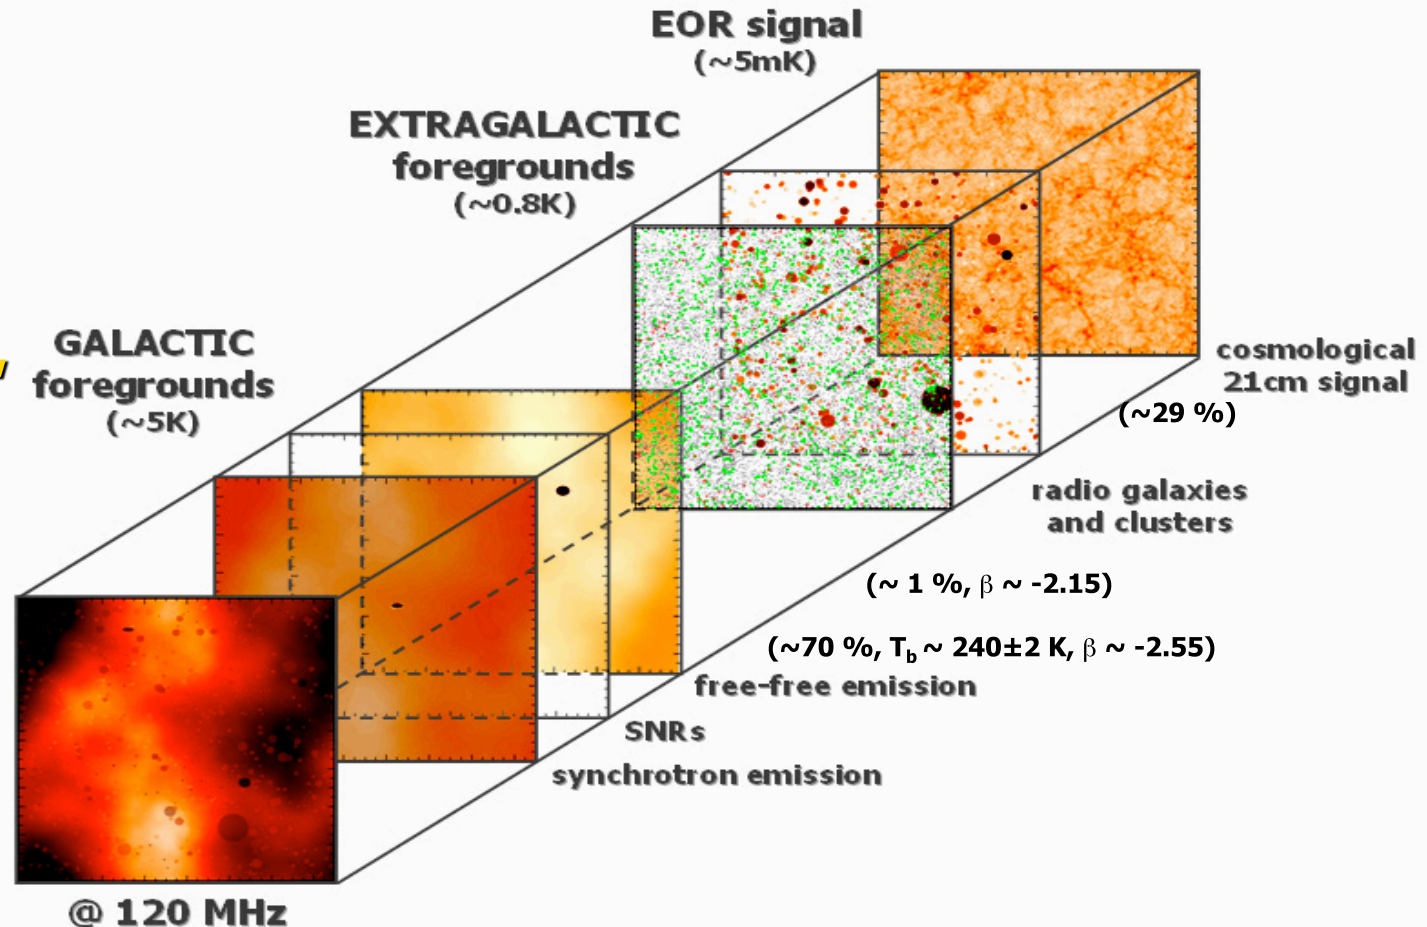 EOR signal
(~5mK)
EXTRAGALACTIC
foregrounds
(~0.8K)
GALACTIC
foregrounds
(~5K)
cosmological
21cm signal
(~29 %)
radio galaxies
and clusters
(~ 1 %, β ~ -2.15)
(~70 %, Tb ~ 240±2 K, β ~ -2.55)
free-free emission
SNRs
synchrotron emission
@ 120 MHz